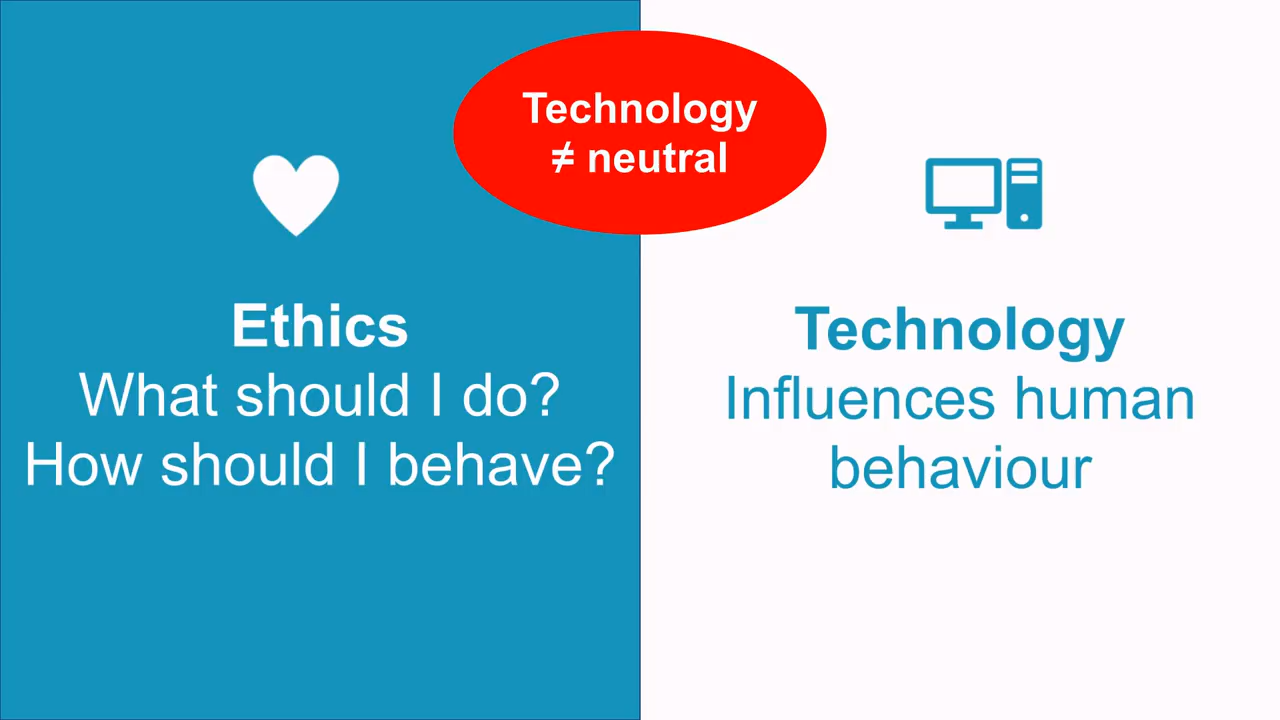 Technology
≠ neutral
Ethics
What should I do?
How should I behave?
Technology
Influences human
behaviour